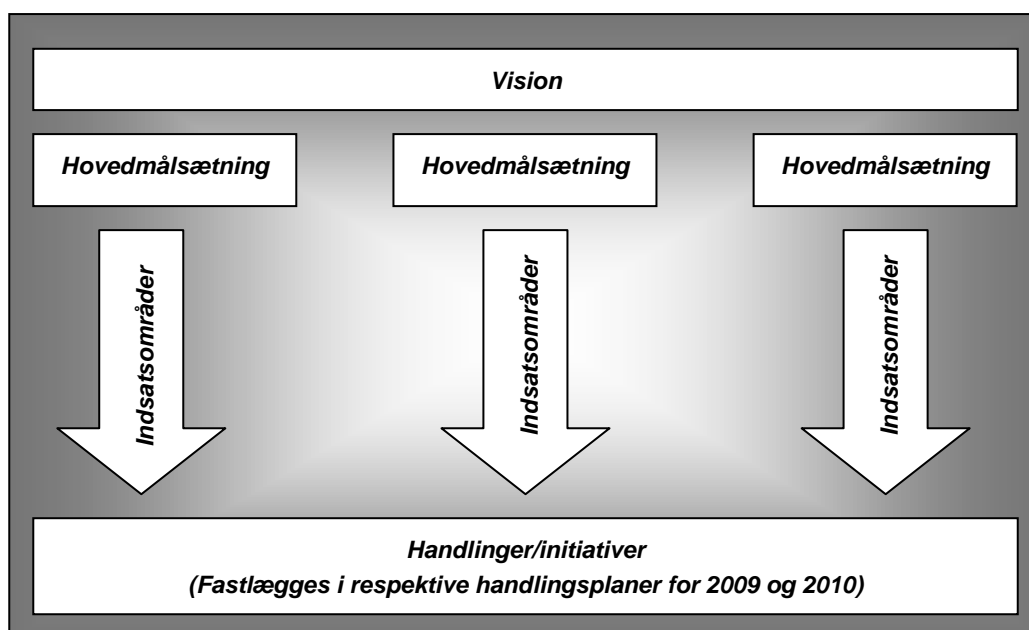 Vision
Hovedmålsætning
Hovedmålsætning
Hovedmålsætning
Indsatsområder
Indsatsområder
Indsatsområder
Handlinger/initiativer
(Fastlægges i respektive handlingsplaner for 2009 og 2010)